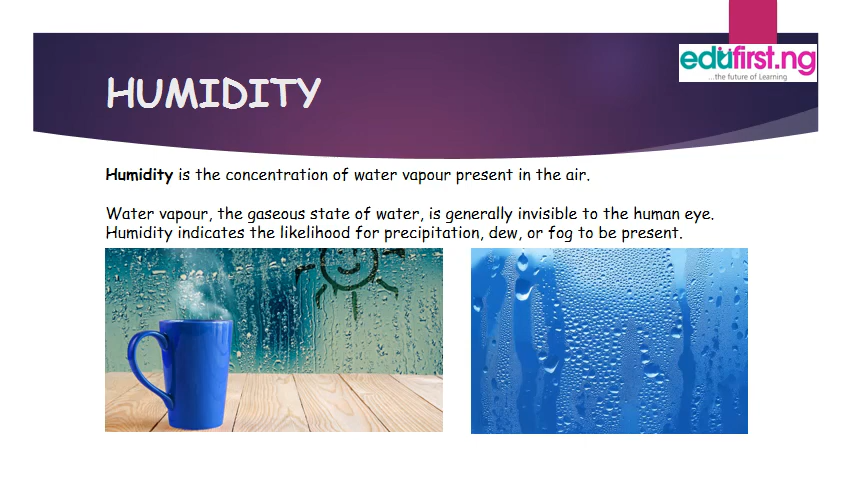 edufirst.ng
...the future of Learning
HUMIDITY
Humidity is the concentration of water vapour present in the air.
Water vapour, the gaseous state of water, is generally invisible to the human eye.
Humidity indicates the likelihood for precipitation, dew, or fog to be present.